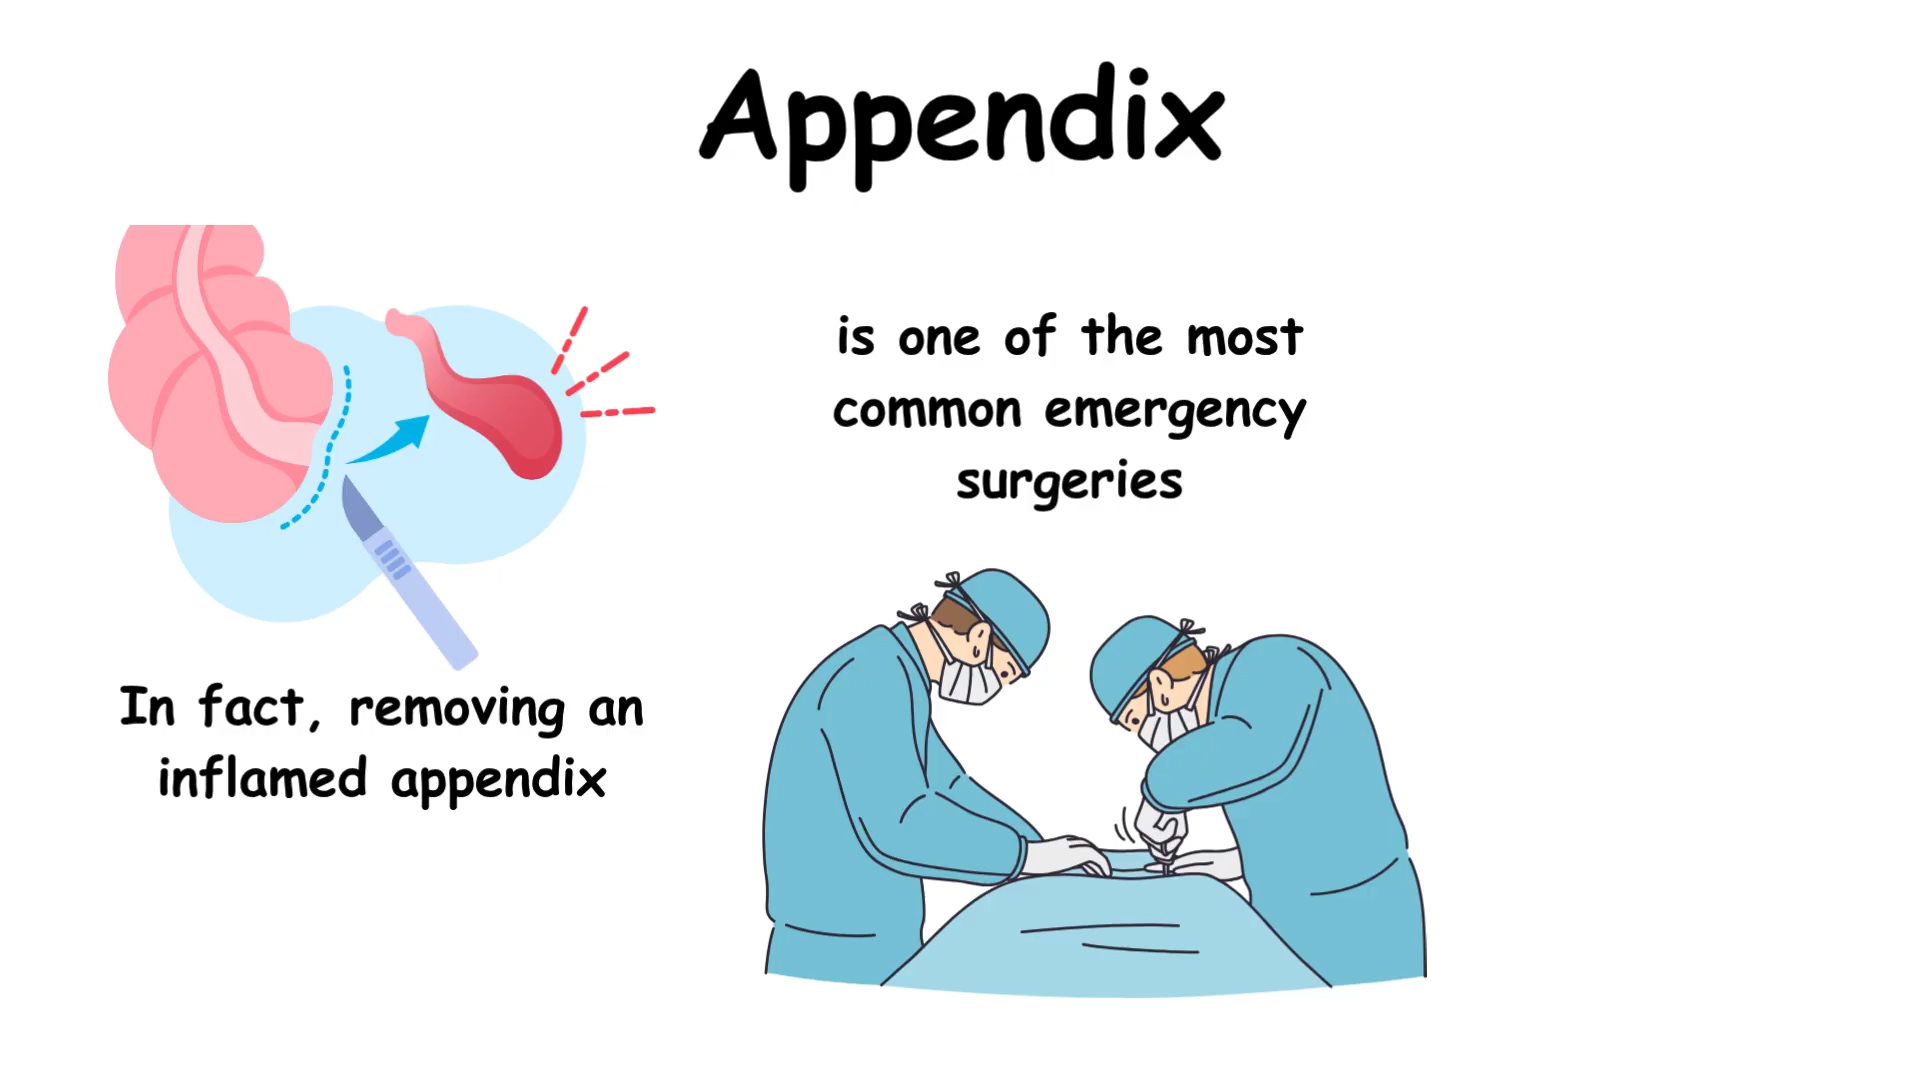 Appendix
In fact, removing an
inflamed appendix
is one of the most
common emergency
surgeries